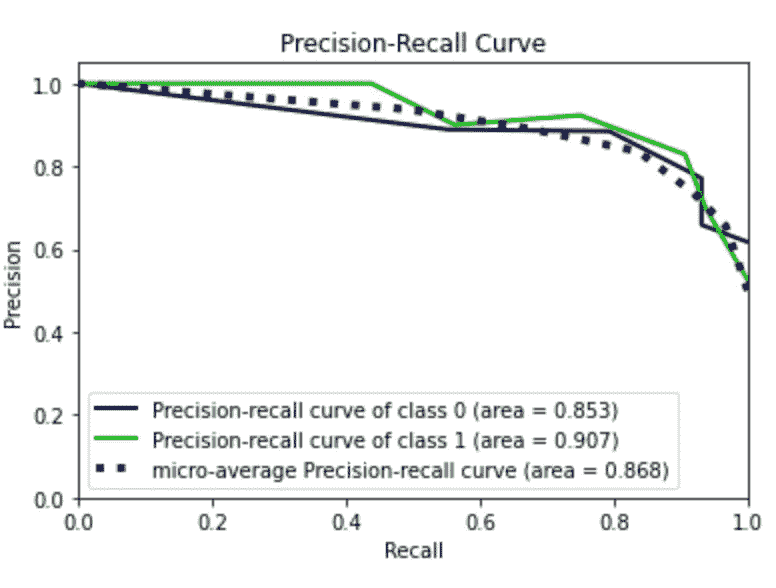 Precision-Recall Curve
1.0
0.8
0.6
0.4
0.2
0.0
Precision
Precision-recall curve of class 0 (area = 0.853)
Precision-recall curve of class 1 (area = 0.907)
micro-average Precision-recall curve (area = 0.868)
0.0 0.2 0.4 0.6 0.8 1.0
Recall